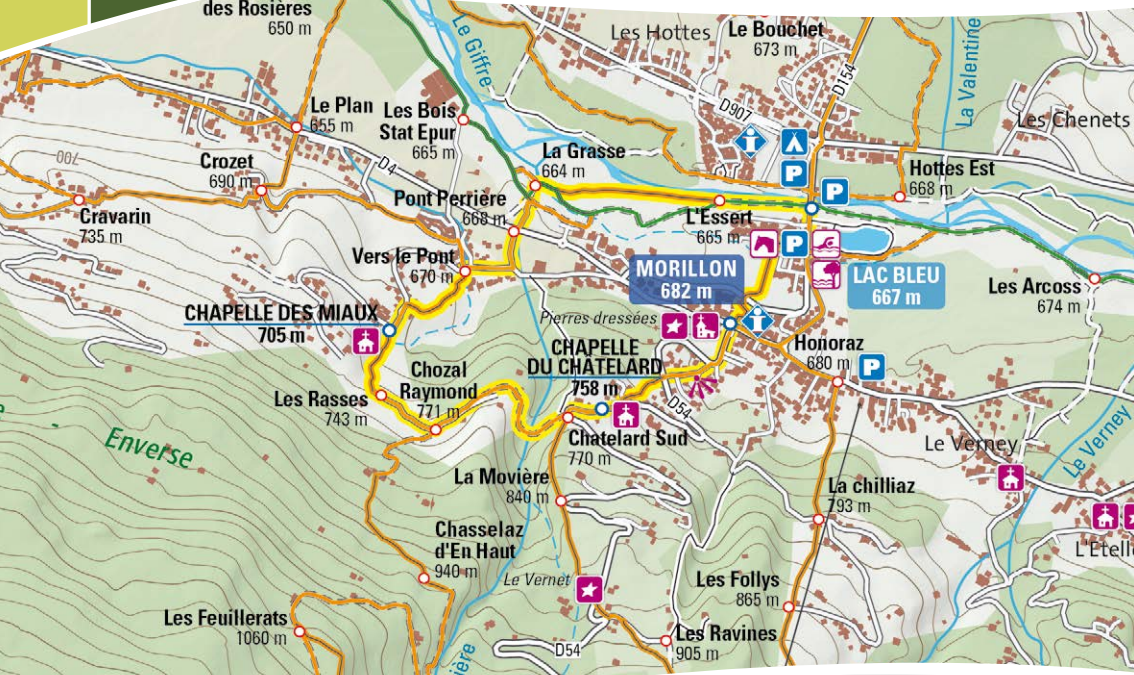 des Rosières
650 m
Le Giffre
Les Hottes
Le Bouchet
673 m
D154
La Valentine
D907
Les Chenets
Le Plan
655 m
Les Bois
Stat Epur
665 m
D4
700
Crozet
690 m
La Grasse
664 m
P
P
Hottes Est
668 m
Pont Perrière
668 m
Cravarin
735 m
L'Essert
665 m
P
Vers le Pont
670 m
MORILLON
682 m
LAC BLEU
667 m
Les Arcoss
674 m
CHAPELLE DES MIAUX
705 m
Pierres dressées
Honoraz
680 m
P
CHAPELLE
DU CHATELARD
758 m
Chozal
Raymond
771 m
Les Rasses
743 m
D54
Chatelard Sud
770 m
Enverse
Le Verney
Le Verney
La Movière
840 m
La chilliaz
793 m
Chasselaz
d'En Haut
940 m
L'Etell
Le Vernet
Les Follys
865 m
Les Feuillerats
1060 m
Les Ravines
905 m
D54
ière